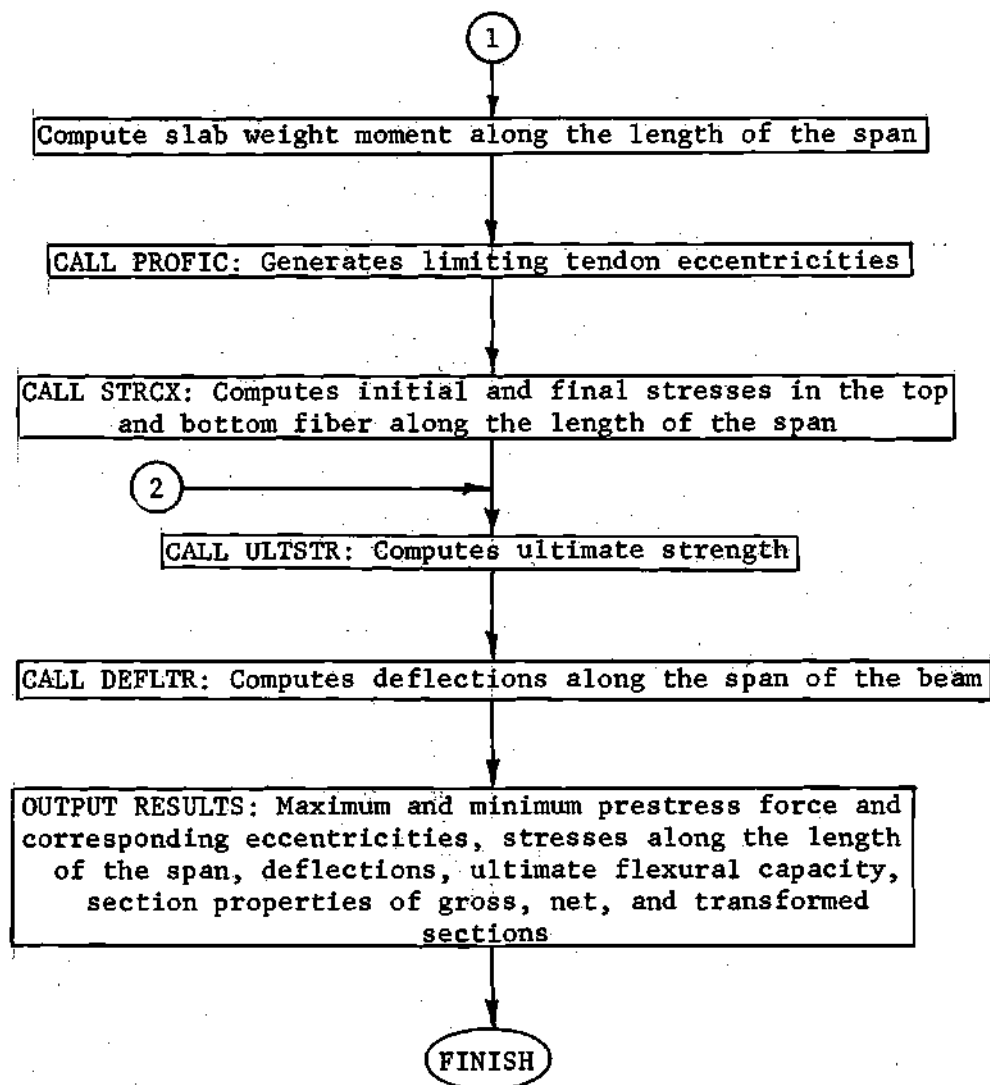 1
Compute slab weight moment along the length of the span
CALL PROFIC: Generates limiting tendon eccentricities
CALL STRCX: Computes initial and final stresses in the top
and bottom fiber along the length of the span
2
CALL ULTSTR: Computes ultimate strength
CALL DEFLTR: Computes deflections along the span of the beam
OUTPUT RESULTS: Maximum and minimum prestress force and
corresponding eccentricities, stresses along the length
of the span, deflections, ultimate flexural capacity,
section properties of gross, net, and transformed
sections
FINISH